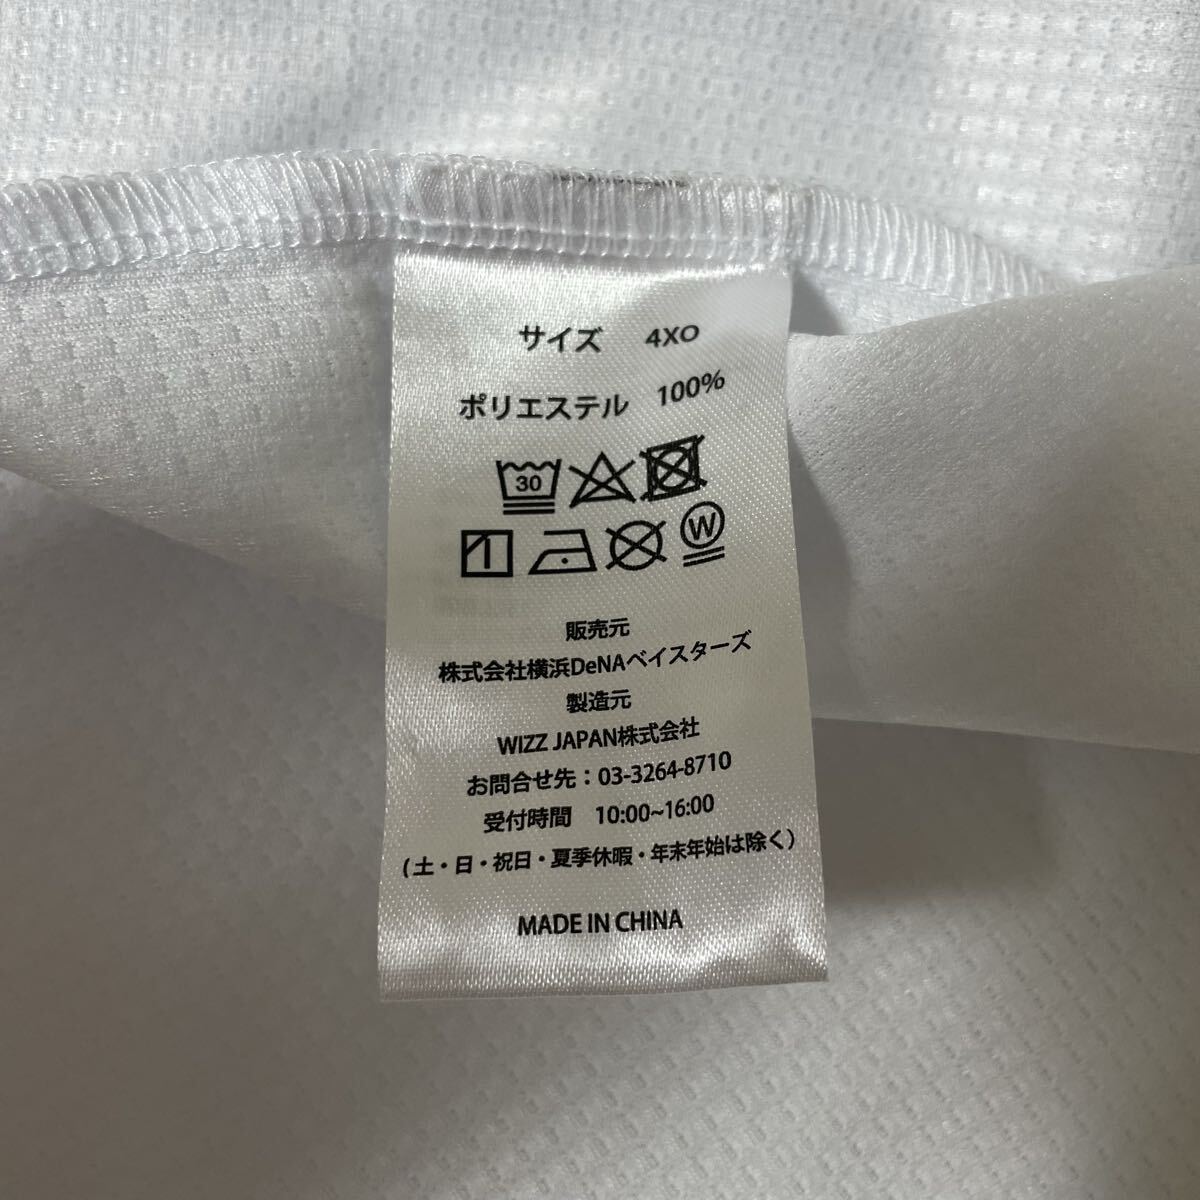 サイズ　4XO
ポリエステル　100%
30
W
販売元
株式会社横浜DeNAベイスターズ
製造元
WIZZ JAPAN株式会社
お問合せ先：03-3264-8710
受付時間　10:00~16:00
(土・日・祝日・夏季休暇・年末年始は除く)
MADE IN CHINA